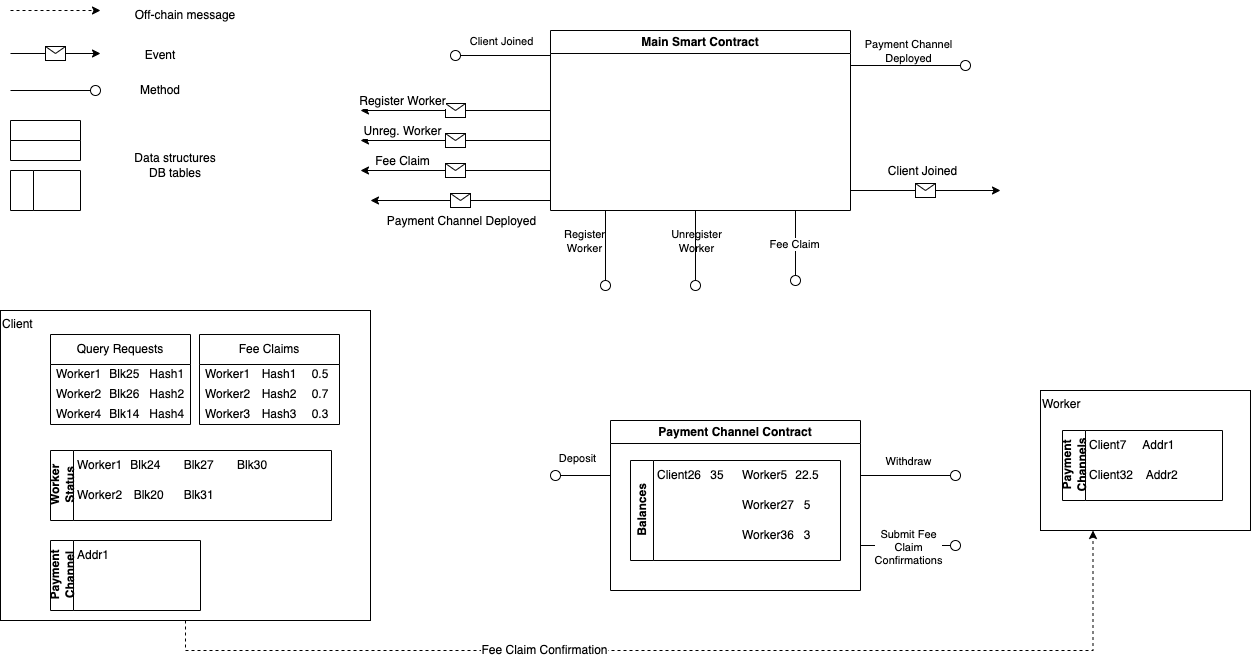 Off-chain message
Event
Method
Data structures
DB tables
Client Joined
Main Smart Contract
Payment Channel
Deployed
Register Worker
Unreg. Worker
Fee Claim
Payment Channel Deployed
Client Joined
Register
Worker
Unregister
Worker
Fee Claim
Client
Query Requests
Worker1 Blk25 Hash1
Worker2 Blk26 Hash2
Worker4 Blk14 Hash4
Fee Claims
Worker1 Hash1 0.5
Worker2 Hash2 0.7
Worker3 Hash3 0.3
Worker
Status
Worker1 Blk24 Blk27 Blk30
Worker2 Blk20 Blk31
Payment
Channel
Addr1
Payment Channel Contract
Deposit
Balances
Client26 35 Worker5 22.5
Worker27 5
Worker36 3
Withdraw
Submit Fee
Claim
Confirmations
Worker
Payment
Channels
Client7 Addr1
Client32 Addr2
Fee Claim Confirmation